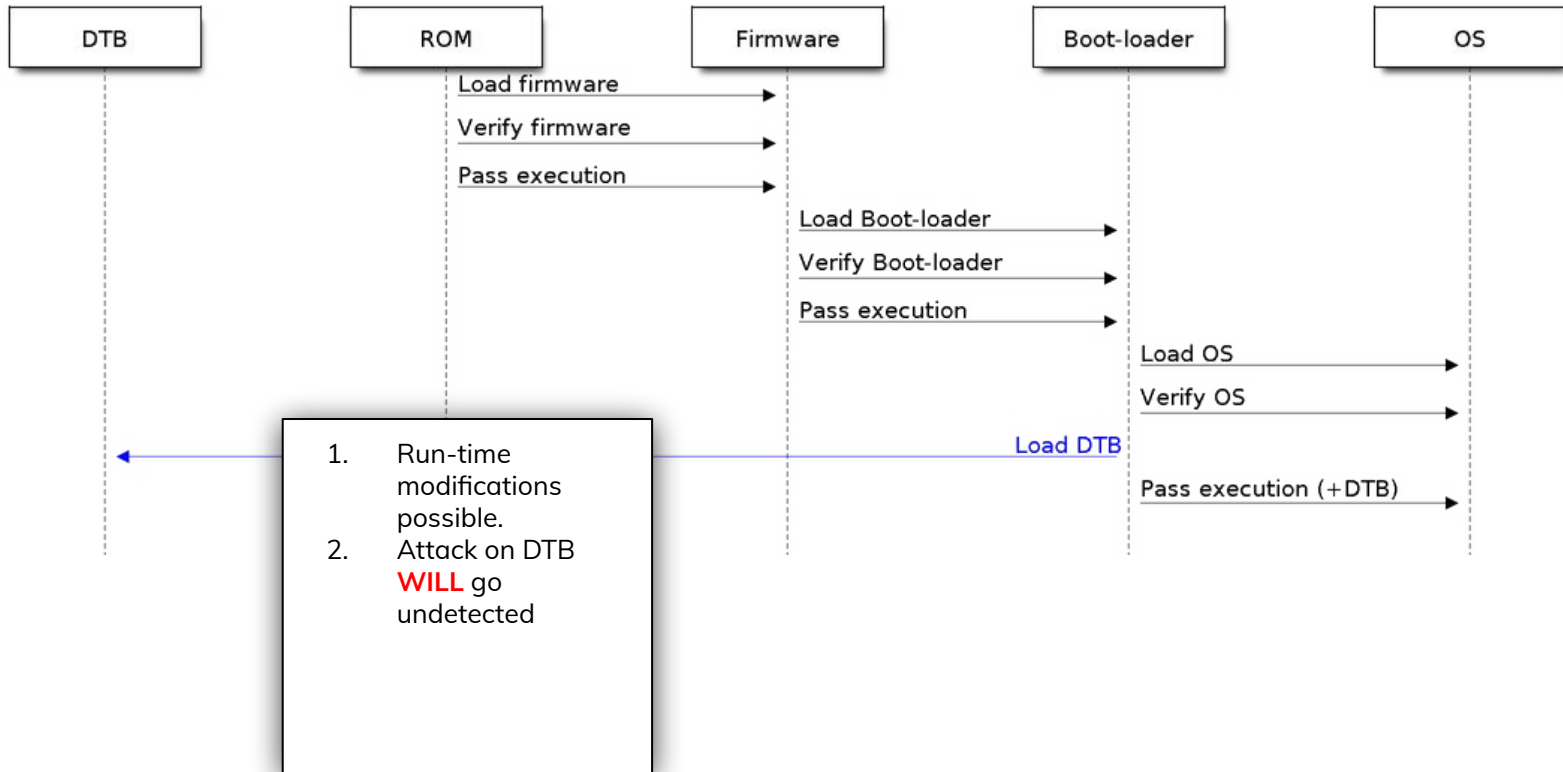 DTB
ROM
Firmware
Boot-loader
OS
Load firmware
Verify firmware
Pass execution
Load Boot-loader
Verify Boot-loader
Pass execution
Load OS
Verify OS
Load DTB
Pass execution (+DTB)
1. Run-time
modifications
possible.
2. Attack on DTB
WILL go
undetected